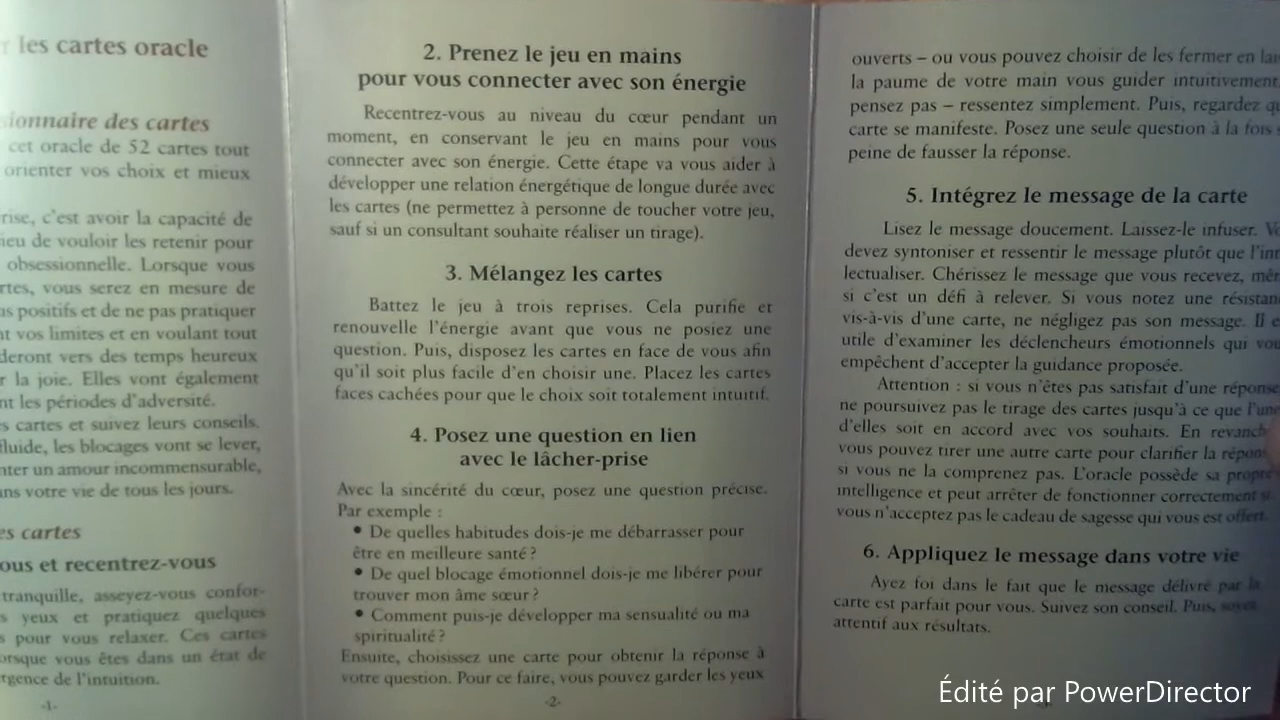 les cartes oracle
ionnaire des cartes
cet oracle de 52 cartes tout
orienter vos choix et mieux
rise, c'est avoir la capacité de
ieu de vouloir les retenir pour
obsessionnelle. Lorsque vous
rtes, vous serez en mesure de
as positifs et de ne pas pratiquer
nt vos limites et en voulant tout
deront vers des temps heureux
r la joie. Elles vont également
nt les périodes d'adversité.
s cartes et suivez leurs conseils.
fluide, les blocages vont se lever,
nter un amour incommensurable,
ans votre vie de tous les jours.
es cartes
ous et recentrez-vous
tranquille, asseyez-vous confor-
s yeux et pratiquez quelques
s pour vous relaxer. Ces cartes
orsque vous êtes dans un état de
rgence de l'intuition.
-1-
2. Prenez le jeu en mains
pour vous connecter avec son énergie
Recentrez-vous au niveau du cœur pendant un
moment, en conservant le jeu en mains pour vous
connecter avec son énergie. Cette étape va vous aider à
développer une relation énergétique de longue durée avec
les cartes (ne permettez à personne de toucher votre jeu,
sauf si un consultant souhaite réaliser un tirage).
3. Mélangez les cartes
Battez le jeu à trois reprises. Cela purifie et
renouvelle l'énergie avant que vous ne posiez une
question. Puis, disposez les cartes en face de vous afin
qu'il soit plus facile d'en choisir une. Placez les cartes
faces cachées pour que le choix soit totalement intuitif.
4. Posez une question en lien
avec le lâcher-prise
Avec la sincérité du cœur, posez une question précise.
Par exemple :
• De quelles habitudes dois-je me débarrasser pour
être en meilleure santé ?
• De quel blocage émotionnel dois-je me libérer pour
trouver mon âme sœur ?
• Comment puis-je développer ma sensualité ou ma
spiritualité ?
Ensuite, choisissez une carte pour obtenir la réponse à
votre question. Pour ce faire, vous pouvez garder les yeux
-2-
ouverts – ou vous pouvez choisir de les fermer en lai
la paume de votre main vous guider intuitivement
pensez pas – ressentez simplement. Puis, regardez qu
carte se manifeste. Posez une seule question à la fois
peine de fausser la réponse.
5. Intégrez le message de la carte
Lisez le message doucement. Laissez-le infuser. Vo
devez syntoniser et ressentir le message plutôt que l'int
lectualiser. Chérissez le message que vous recevez, mêm
si c'est un défi à relever. Si vous notez une résistan
vis-à-vis d'une carte, ne négligez pas son message. Il e
utile d'examiner les déclencheurs émotionnels qui vou
empêchent d'accepter la guidance proposée.
Attention : si vous n'êtes pas satisfait d'une réponse
ne poursuivez pas le tirage des cartes jusqu'à ce que l'une
d'elles soit en accord avec vos souhaits. En revanch
vous pouvez tirer une autre carte pour clarifier la répon
si vous ne la comprenez pas. L'oracle possède sa propre
intelligence et peut arrêter de fonctionner correctement si
vous n'acceptez pas le cadeau de sagesse qui vous est offert.
6. Appliquez le message dans votre vie
Ayez foi dans le fait que le message délivré par la
carte est parfait pour vous. Suivez son conseil. Puis, soyez
attentif aux résultats.
Édité par PowerDirector